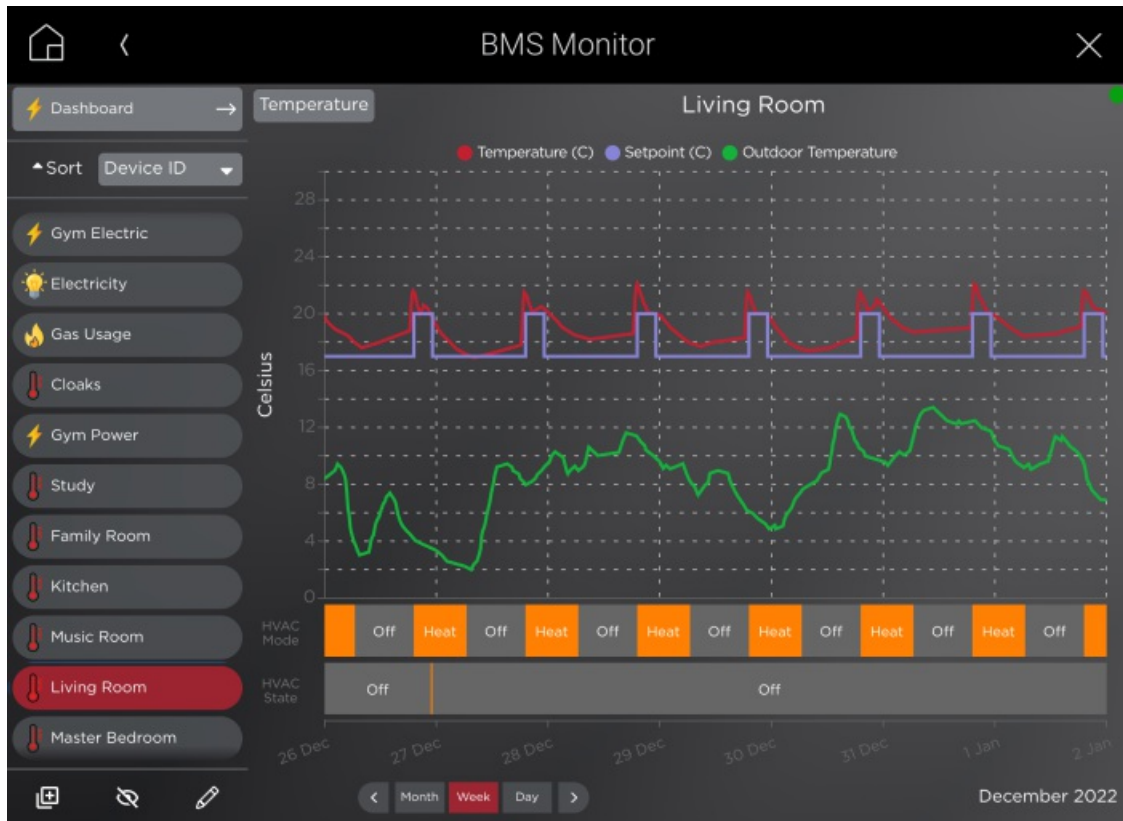 BMS Monitor
Dashboard
Sort Device ID
Gym Electric
Electricity
Gas Usage
Cloaks
Gym Power
Study
Family Room
Kitchen
Music Room
Living Room
Master Bedroom
Temperature
Living Room
Temperature (C) Setpoint (C) Outdoor Temperature
Celsius
28
24
20
16
12
8
4
0
HVAC Mode
Off Heat Off Heat Off Heat Off Heat Off Heat Off Heat Off
HVAC State
Off Off
26 Dec 27 Dec 28 Dec 29 Dec 30 Dec 31 Dec 1 Jan 2 Jan
Month Week Day
December 2022